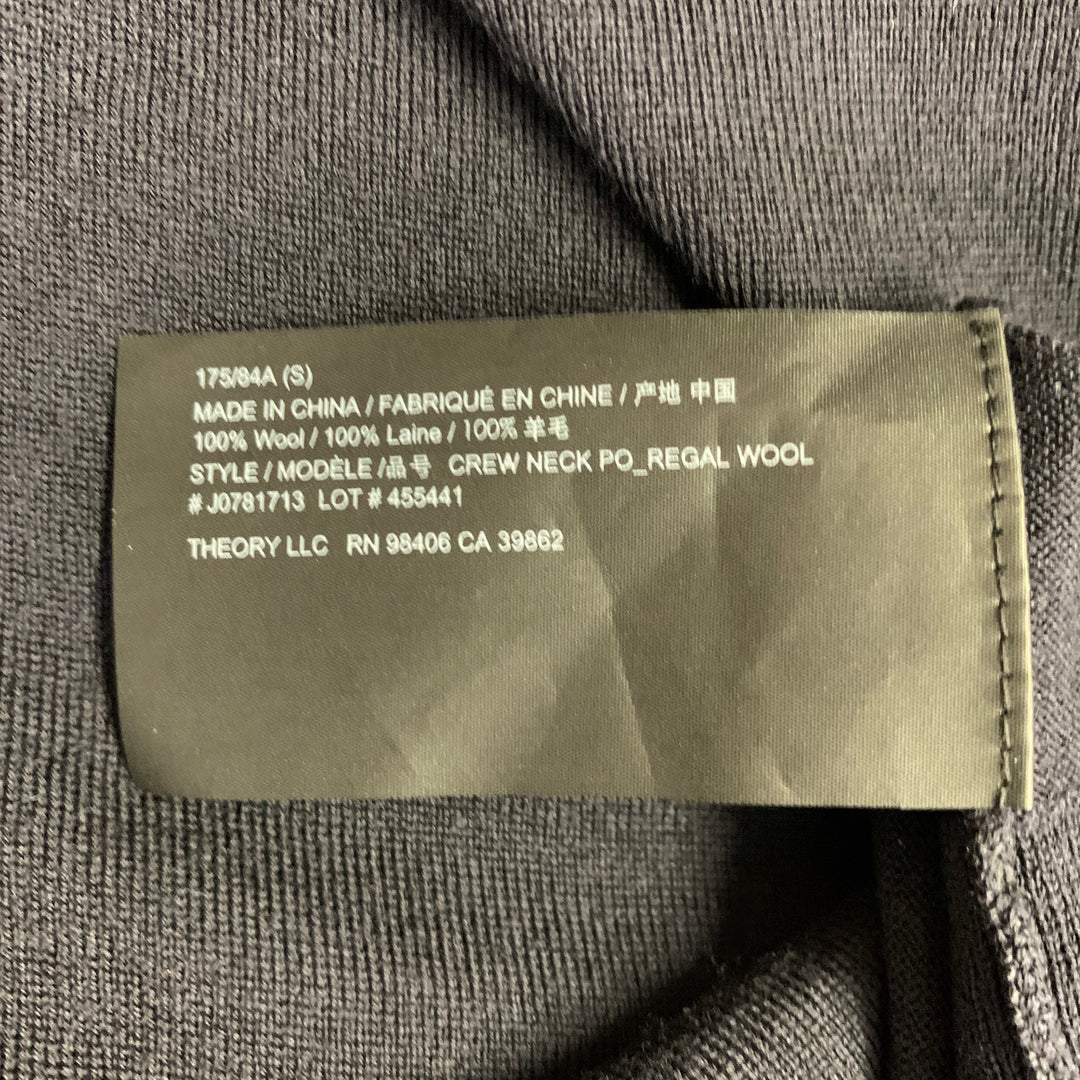 175/84A (S)
MADE IN CHINA / FABRIQUÉ EN CHINE / 产地 中国
100% Wool / 100% Laine / 100% 羊毛
STYLE / MODÈLE /品号 CREW NECK PO_REGAL WOOL
# J0781713 LOT # 455441
THEORY LLC RN 98406 CA 39862